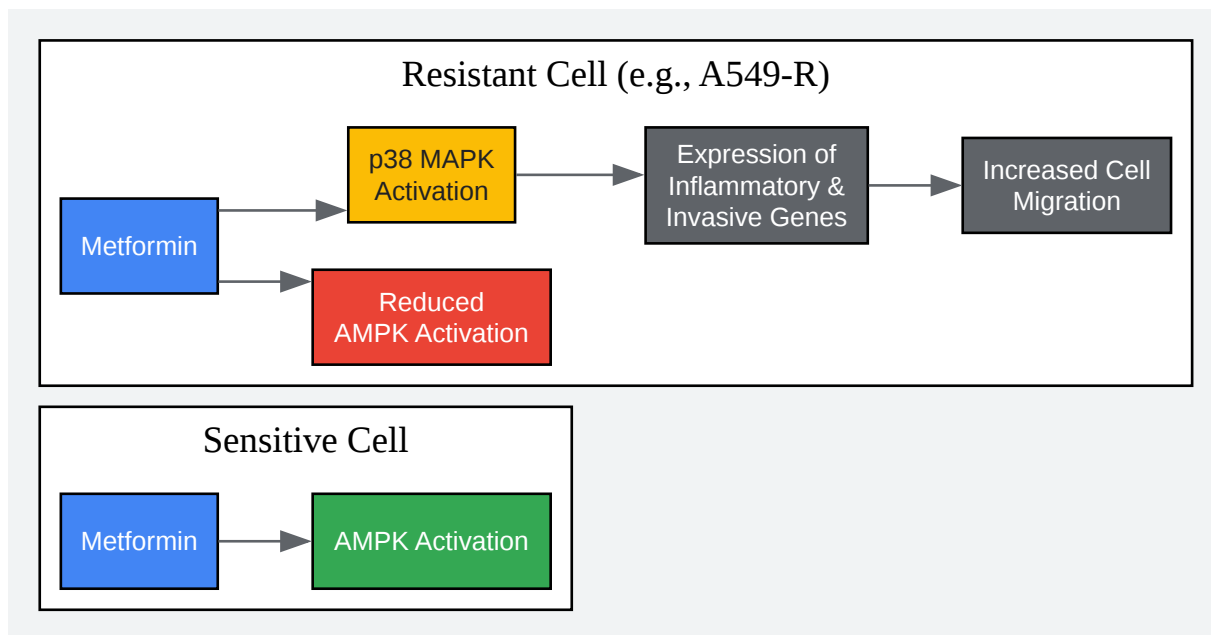 Resistant Cell (e.g., A549-R)
p38 MAPK
Activation
Expression of
Inflammatory &
Invasive Genes
Increased Cell
Migration
Metformin
Reduced
AMPK Activation
Sensitive Cell
Metformin
AMPK Activation